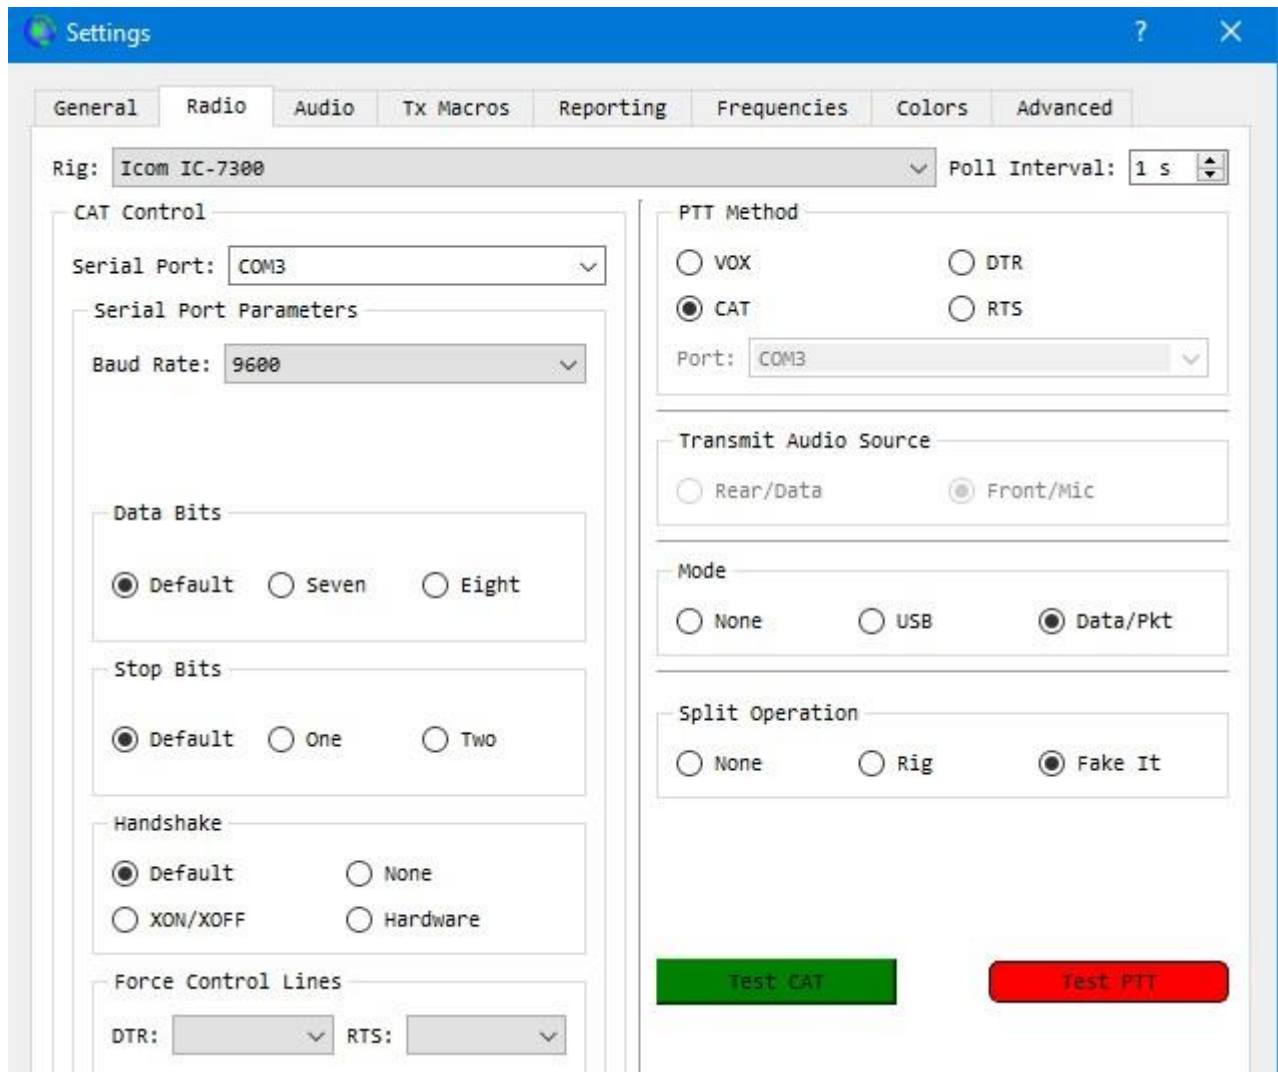 Settings ?
General Radio Audio Tx Macros Reporting Frequencies Colors Advanced
Rig: Icom IC-7300 Poll Interval: 1 s
CAT Control
Serial Port: COM3
Serial Port Parameters
Baud Rate: 9600
Data Bits
Default Seven Eight
Stop Bits
Default One Two
Handshake
Default None
XON/XOFF Hardware
Force Control Lines
DTR: RTS:
PTT Method
VOX DTR
CAT RTS
Port: COM3
Transmit Audio Source
Rear/Data Front/Mic
Mode
None USB Data/Pkt
Split Operation
None Rig Fake It
Test CAT Test PTT